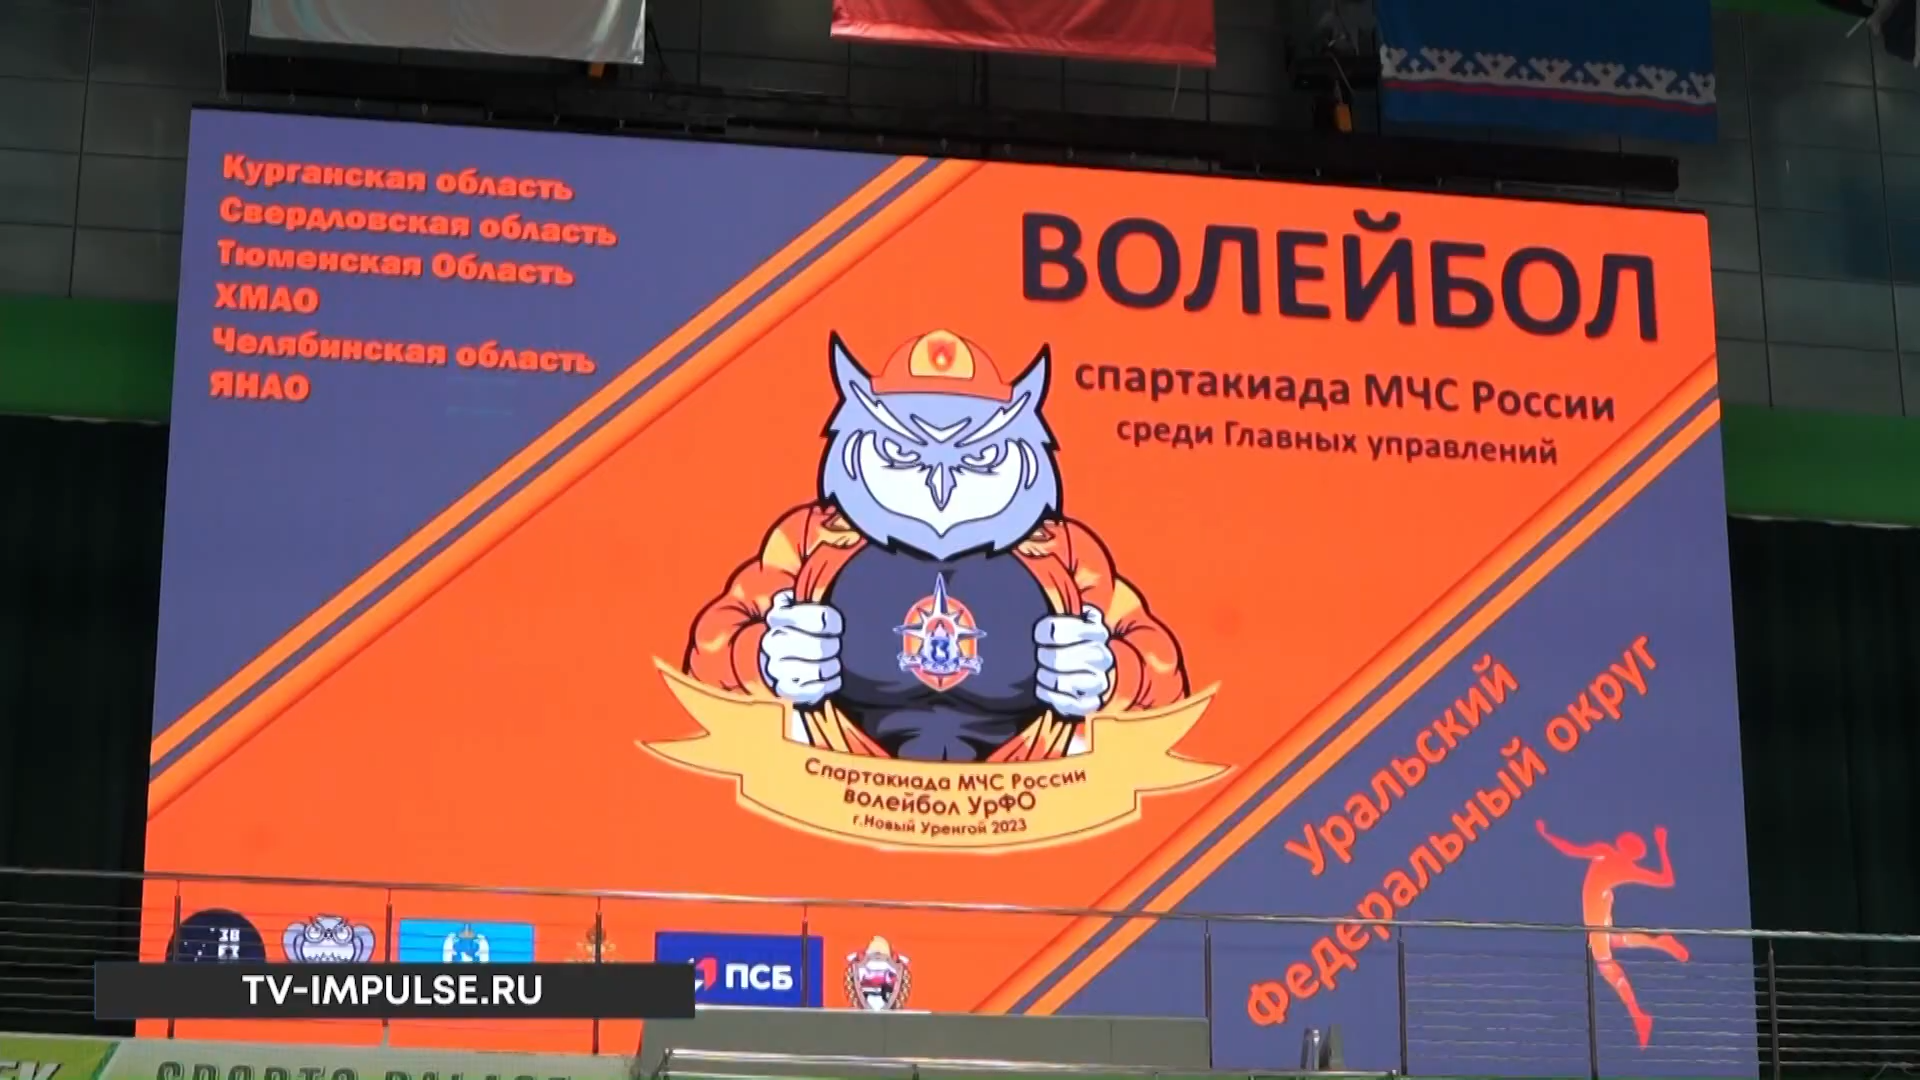 Курганская область
Свердловская область
Тюменская Область
ХМАО
Челябинская область
ЯНАО
ВОЛЕЙБОЛ
спартакиада МЧС России
среди Главных управлений
Спартакиада МЧС России
волейбол УрФО
г.Новый Уренгой 2023
Уральский
Федеральный округ
ПСБ
TV-IMPULSE.RU